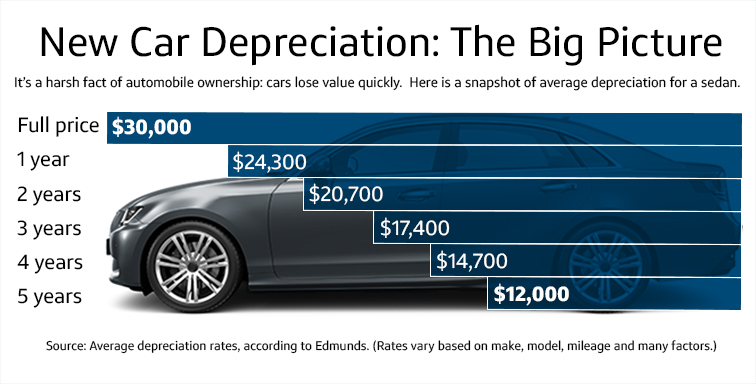 New Car Depreciation: The Big Picture
It’s a harsh fact of automobile ownership: cars lose value quickly.  Here is a snapshot of average depreciation for a sedan.
Full price $30,000
1 year $24,300
2 years $20,700
3 years $17,400
4 years $14,700
5 years $12,000
Source: Average depreciation rates, according to Edmunds. (Rates vary based on make, model, mileage and many factors.)